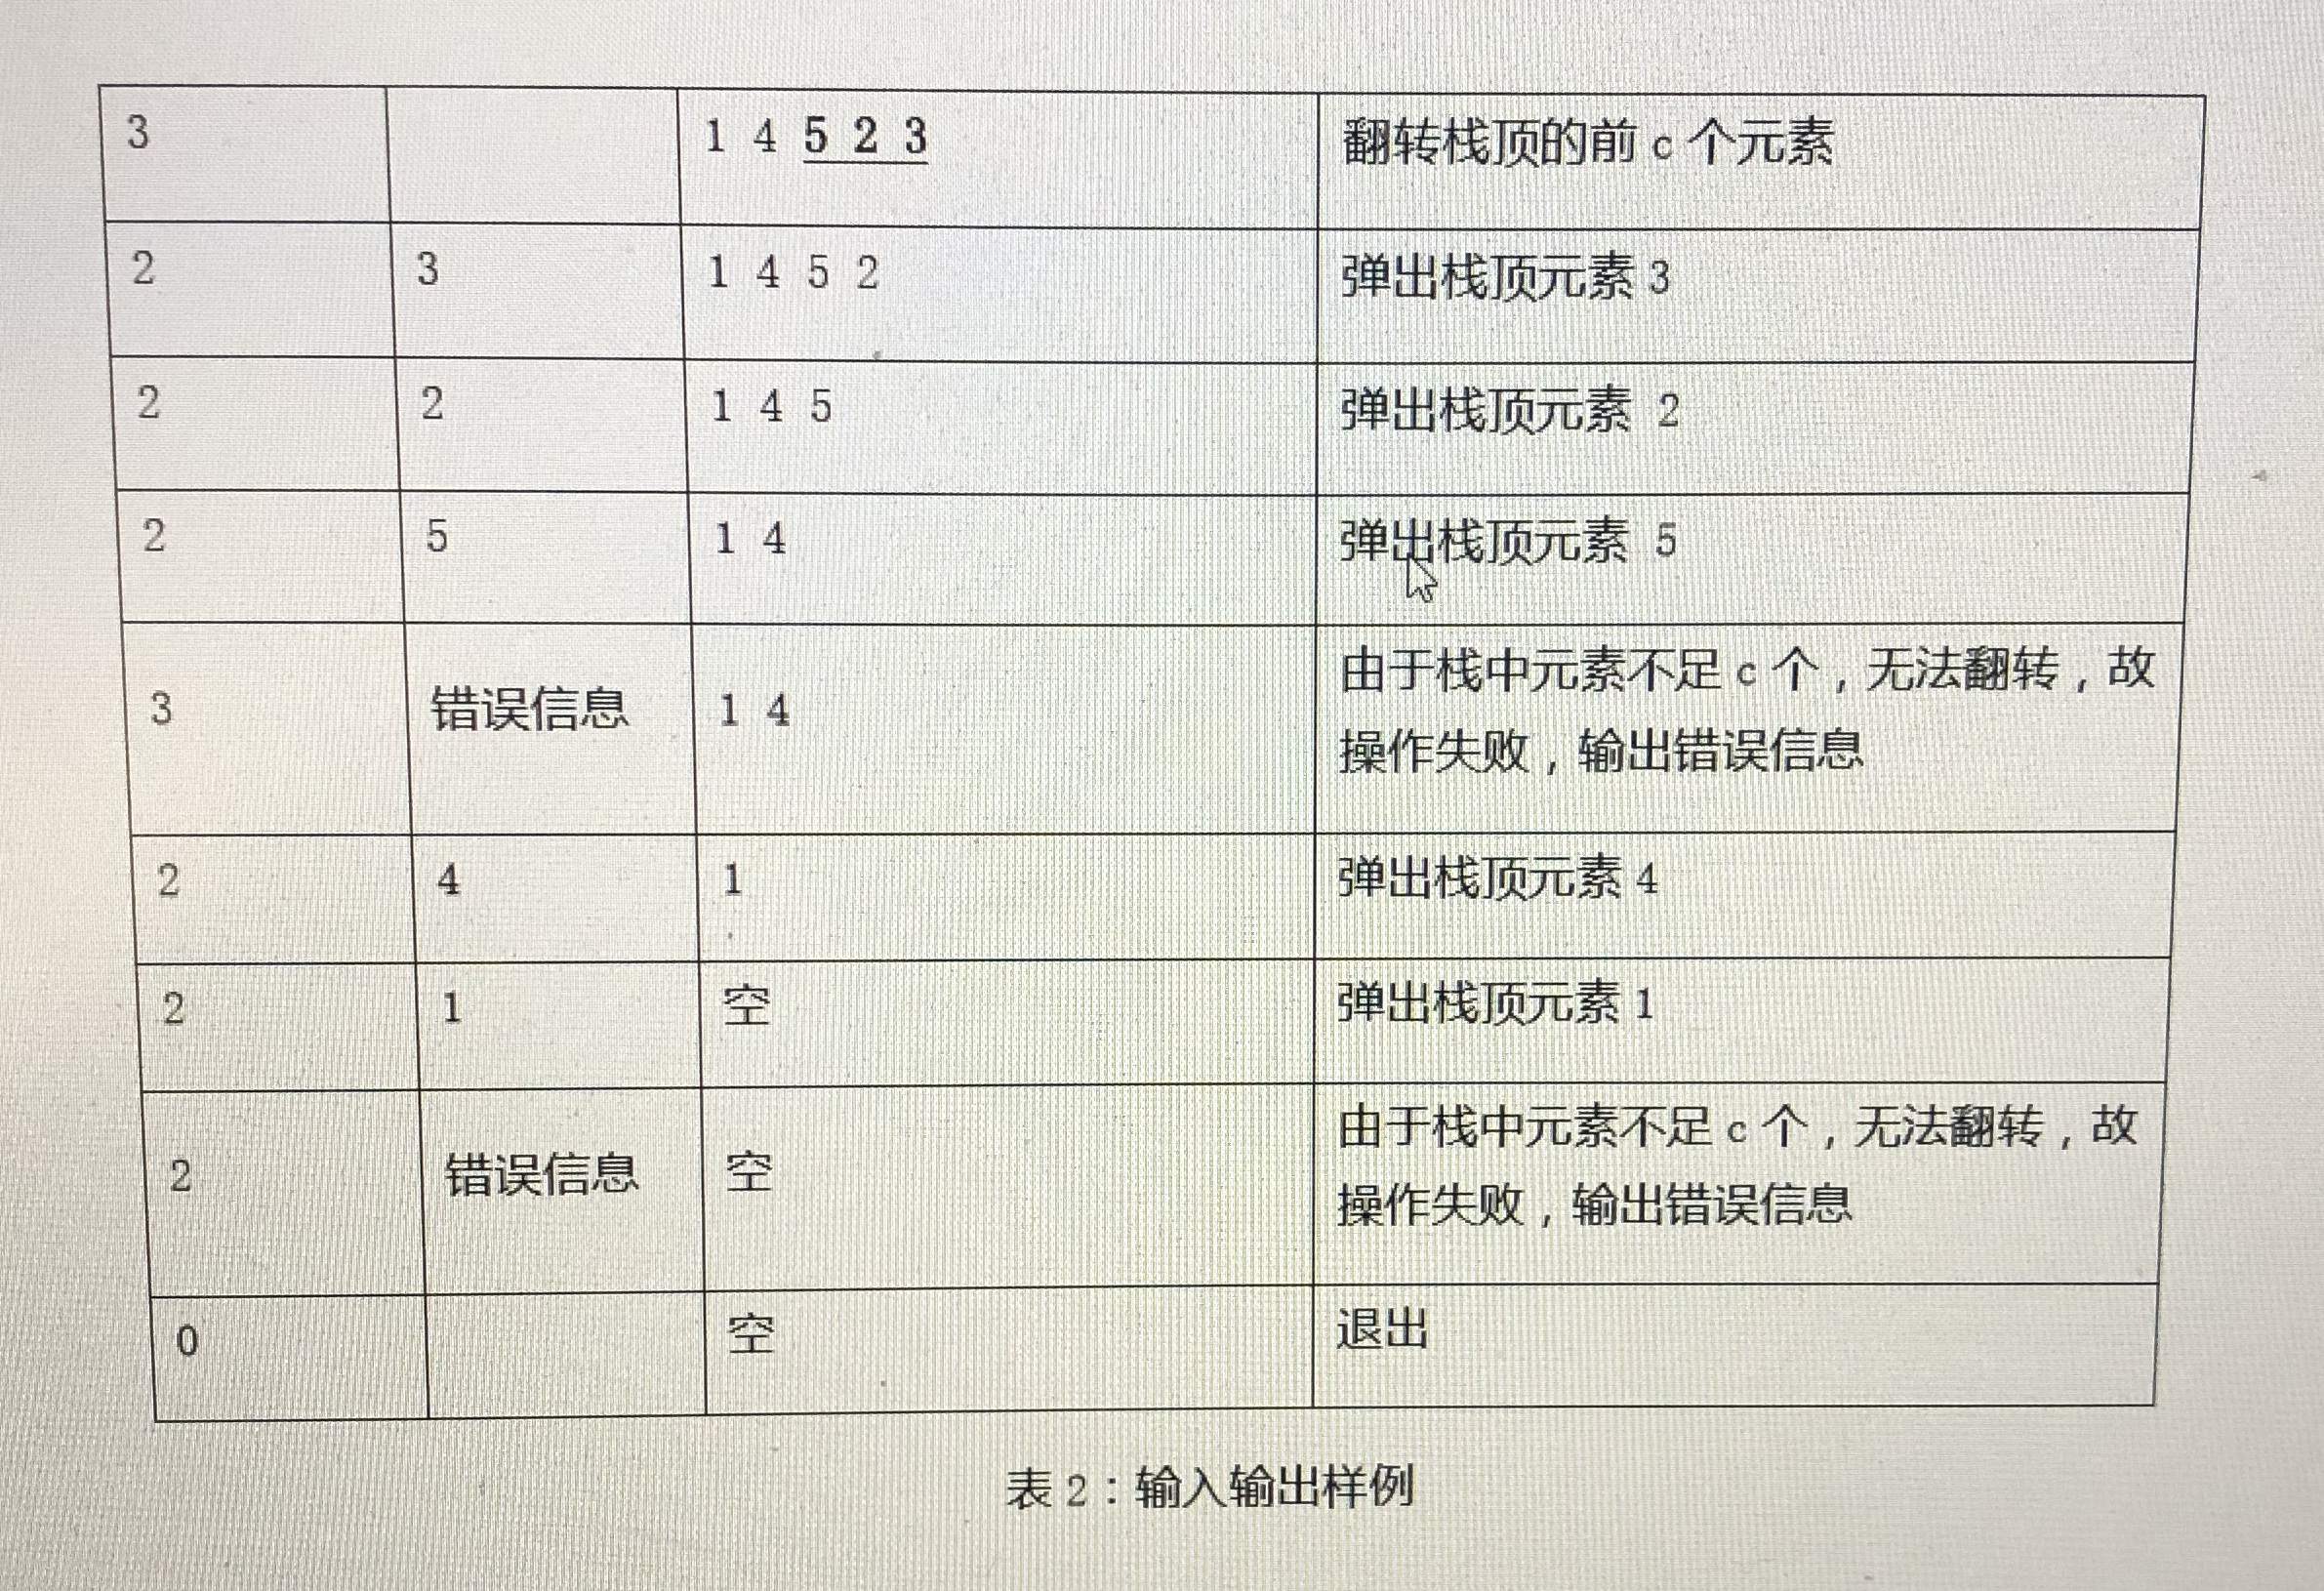 3 1 4 5 2 3 翻转栈顶的前 c 个元素
2 3 1 4 5 2 弹出栈顶元素 3
2 2 1 4 5 弹出栈顶元素 2
2 5 1 4 弹出栈顶元素 5
3 错误信息 1 4 由于栈中元素不足 c 个，无法翻转，故
操作失败，输出错误信息
2 4 1 弹出栈顶元素 4
2 1 空 弹出栈顶元素 1
2 错误信息 空 由于栈中元素不足 c 个，无法翻转，故
操作失败，输出错误信息
0 空 退出
表 2：输入输出样例